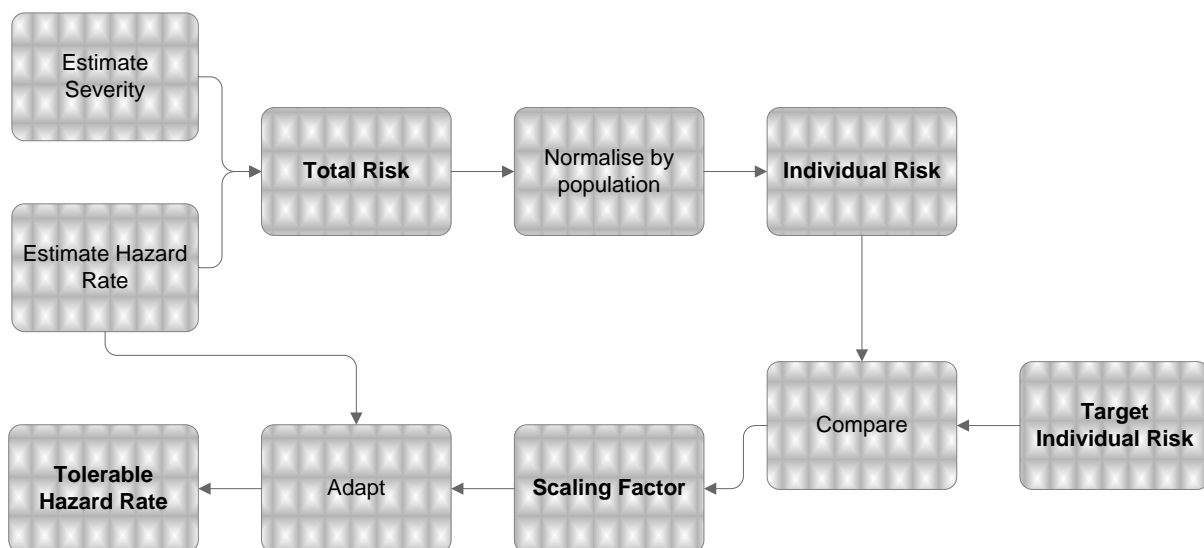 Estimate
Severity
Total Risk
Normalise by
population
Individual Risk
Estimate Hazard
Rate
Compare
Target
Individual Risk
Tolerable
Hazard Rate
Adapt
Scaling Factor